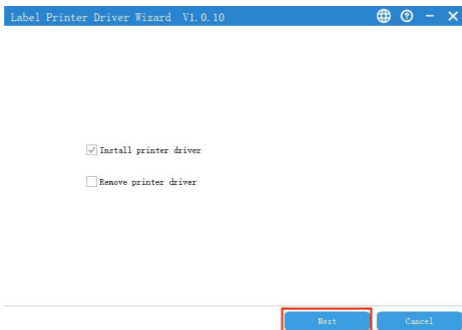 Label Printer Driver Wizard V1.0.10
Install printer driver
Remove printer driver
Next
Cancel